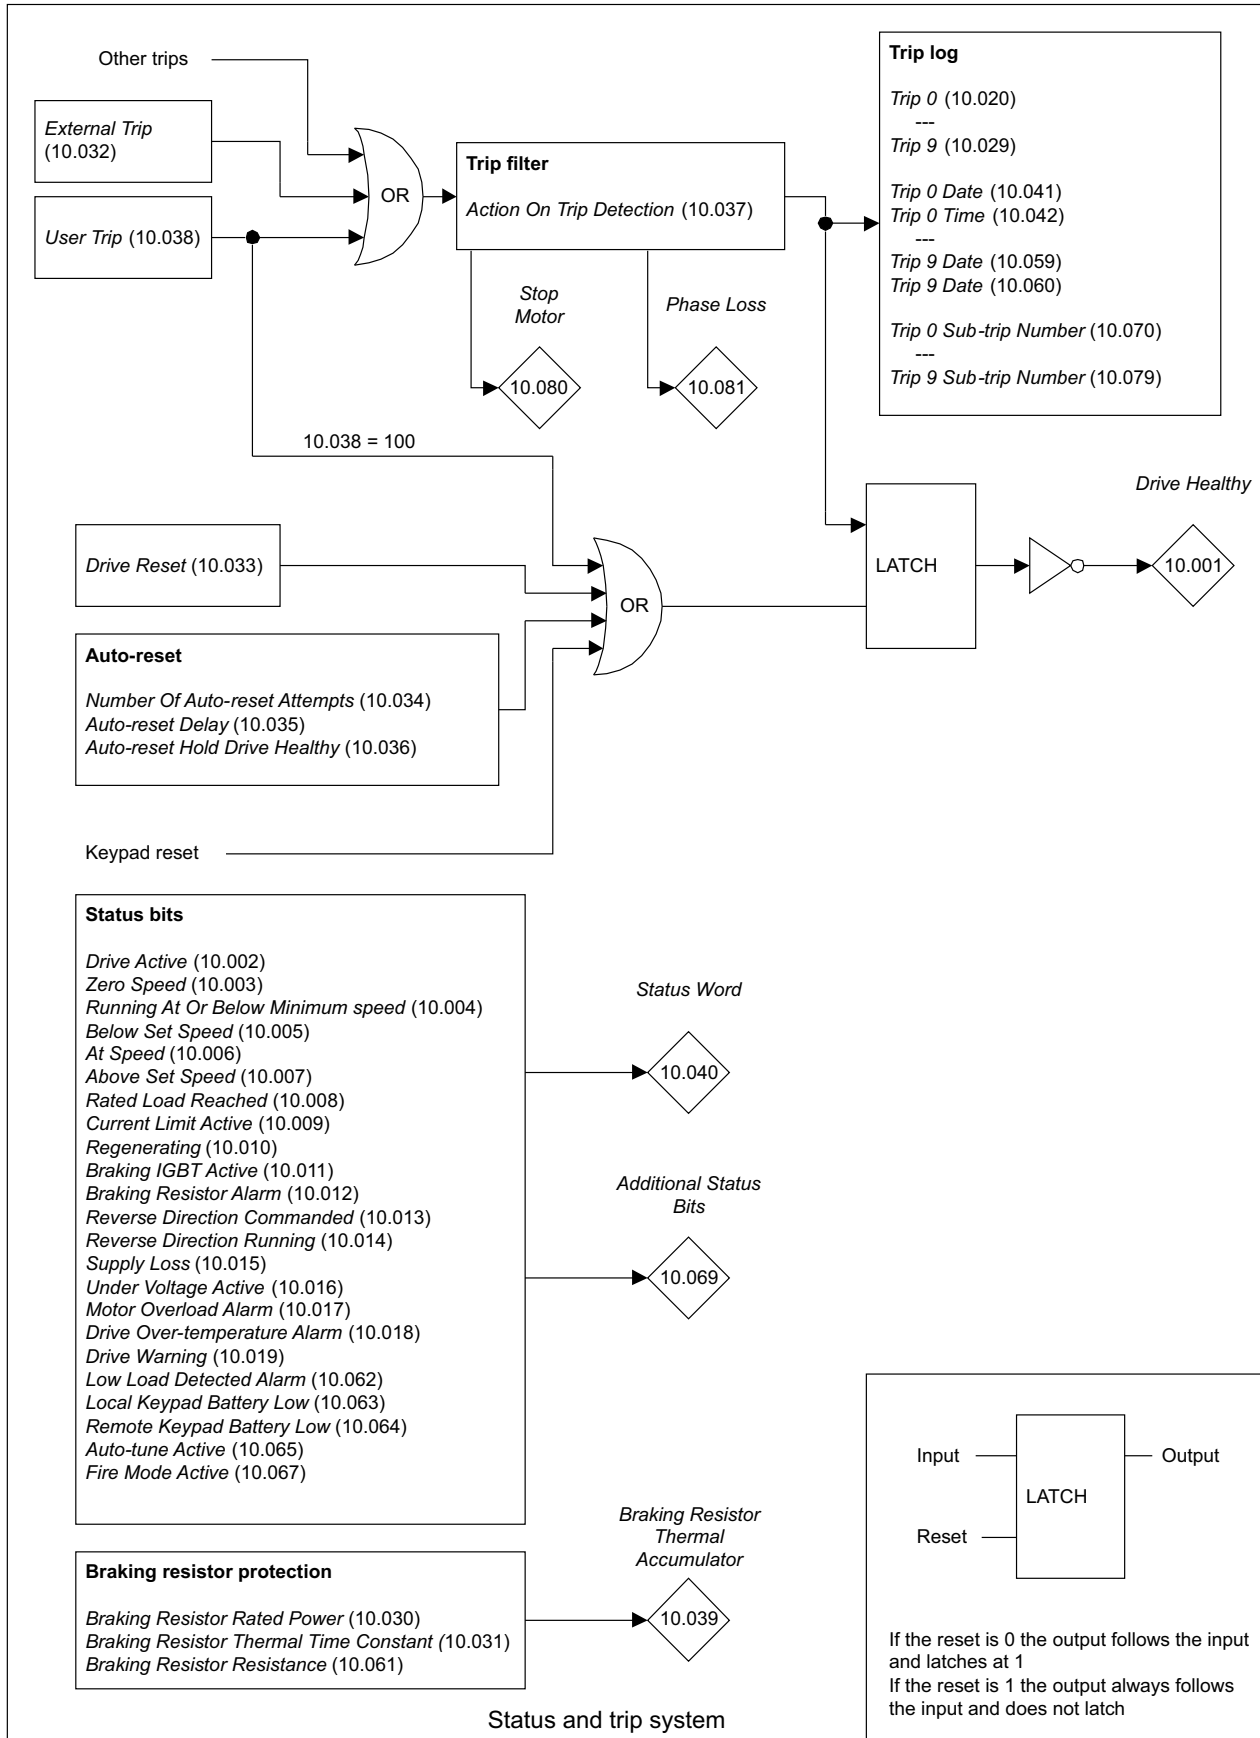 Other trips
External Trip
(10.032)
User Trip (10.038)
OR
Trip filter
Action On Trip Detection (10.037)
Trip log
Trip 0 (10.020)
---
Trip 9 (10.029)
Trip 0 Date (10.041)
Trip 0 Time (10.042)
---
Trip 9 Date (10.059)
Trip 9 Date (10.060)
Trip 0 Sub-trip Number (10.070)
---
Trip 9 Sub-trip Number (10.079)
Stop
Motor
10.080
Phase Loss
10.081
10.038 = 100
Drive Reset (10.033)
Auto-reset
Number Of Auto-reset Attempts (10.034)
Auto-reset Delay (10.035)
Auto-reset Hold Drive Healthy (10.036)
Keypad reset
OR
LATCH
Drive Healthy
10.001
Status bits
Drive Active (10.002)
Zero Speed (10.003)
Running At Or Below Minimum speed (10.004)
Below Set Speed (10.005)
At Speed (10.006)
Above Set Speed (10.007)
Rated Load Reached (10.008)
Current Limit Active (10.009)
Regenerating (10.010)
Braking IGBT Active (10.011)
Braking Resistor Alarm (10.012)
Reverse Direction Commanded (10.013)
Reverse Direction Running (10.014)
Supply Loss (10.015)
Under Voltage Active (10.016)
Motor Overload Alarm (10.017)
Drive Over-temperature Alarm (10.018)
Drive Warning (10.019)
Low Load Detected Alarm (10.062)
Local Keypad Battery Low (10.063)
Remote Keypad Battery Low (10.064)
Auto-tune Active (10.065)
Fire Mode Active (10.067)
Status Word
10.040
Additional Status
Bits
10.069
Braking resistor protection
Braking Resistor Rated Power (10.030)
Braking Resistor Thermal Time Constant (10.031)
Braking Resistor Resistance (10.061)
Braking Resistor
Thermal
Accumulator
10.039
Input
Reset
LATCH
Output
If the reset is 0 the output follows the input
and latches at 1
If the reset is 1 the output always follows
the input and does not latch
Status and trip system